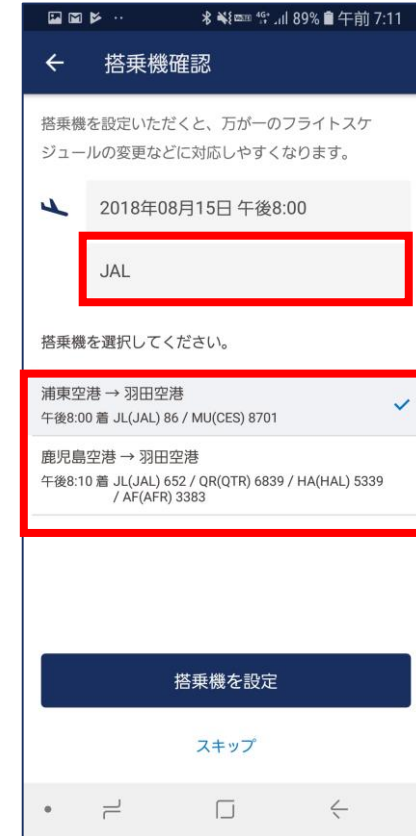 89% 午前 7:11
搭乗機確認
搭乗機を設定いただくと、万が一のフライトスケ
ジュールの変更などに対応しやすくなります。
2018年08月15日 午後8:00
JAL
搭乗機を選択してください。
浦東空港 → 羽田空港
午後8:00 着 JL(JAL) 86 / MU(CES) 8701
鹿児島空港 → 羽田空港
午後8:10 着 JL(JAL) 652 / QR(QTR) 6839 / HA(HAL) 5339
/ AF(AFR) 3383
搭乗機を設定
スキップ